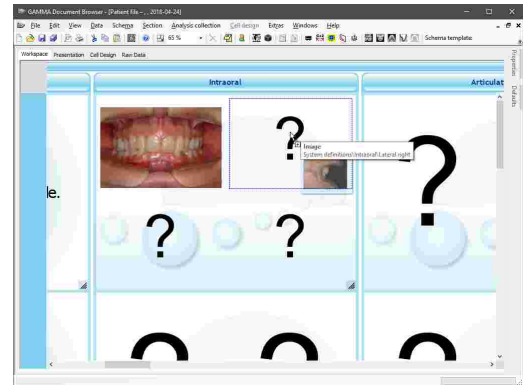 GAMMA Document Browser - [Patient file - , , 2016-04-24]
File Edit View Data Schema Section Analysis collection Cell design Extras Windows Help
65 % Schema template:
Workspace Presentation Cell Design Raw Data
Properties
Defaults
Intraoral
Articulat
?
?
Image
System definitions\Intraoral\Lateral right
le.
? ?